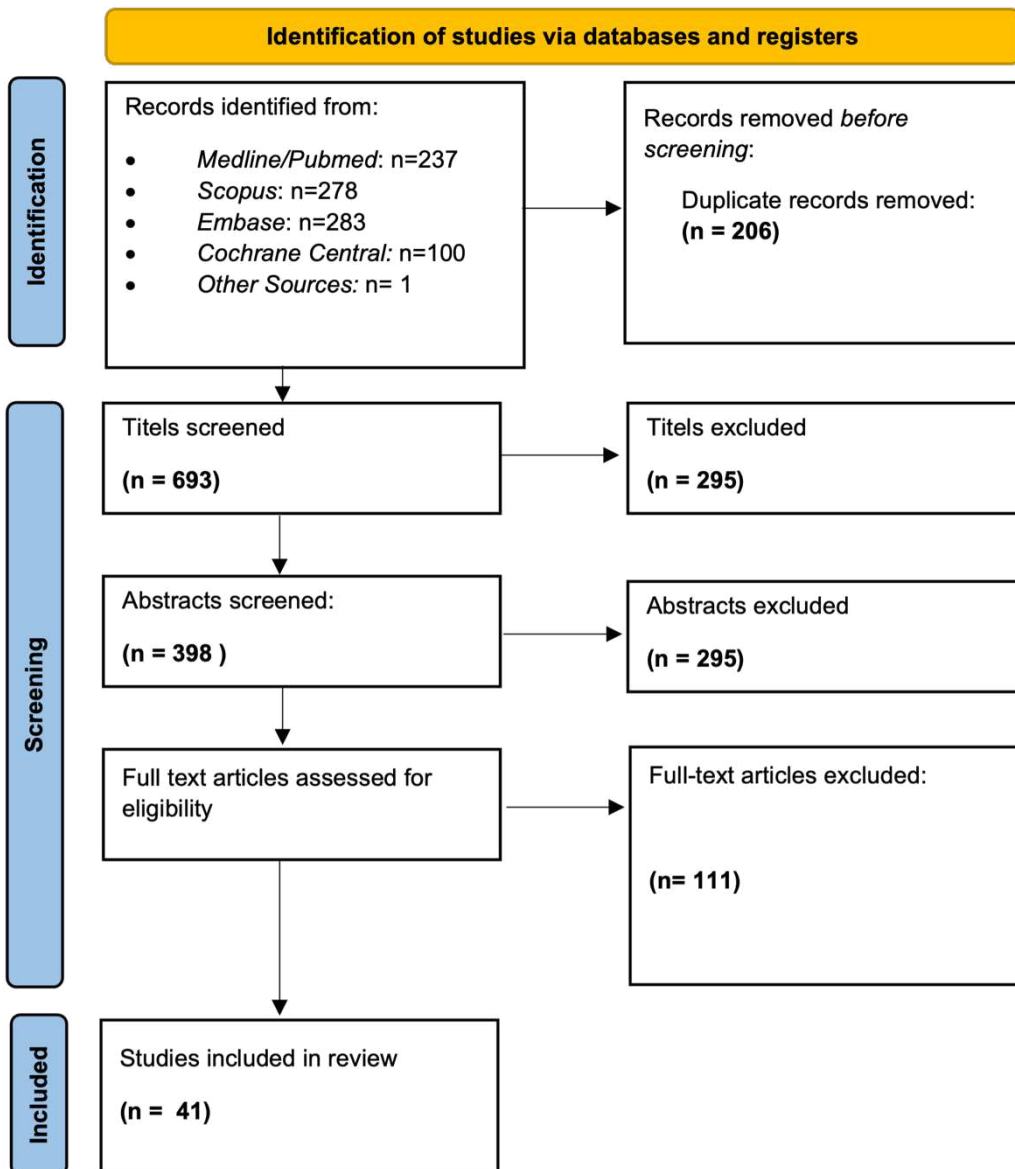 Identification of studies via databases and registers
Identification
Records identified from:
• Medline/Pubmed: n=237
• Scopus: n=278
• Embase: n=283
• Cochrane Central: n=100
• Other Sources: n= 1
Records removed before
screening:
Duplicate records removed:
(n = 206)
Screening
Titels screened
(n = 693)
Titels excluded
(n = 295)
Abstracts screened:
(n = 398 )
Abstracts excluded
(n = 295)
Full text articles assessed for
eligibility
Full-text articles excluded:
(n= 111)
Included
Studies included in review
(n = 41)